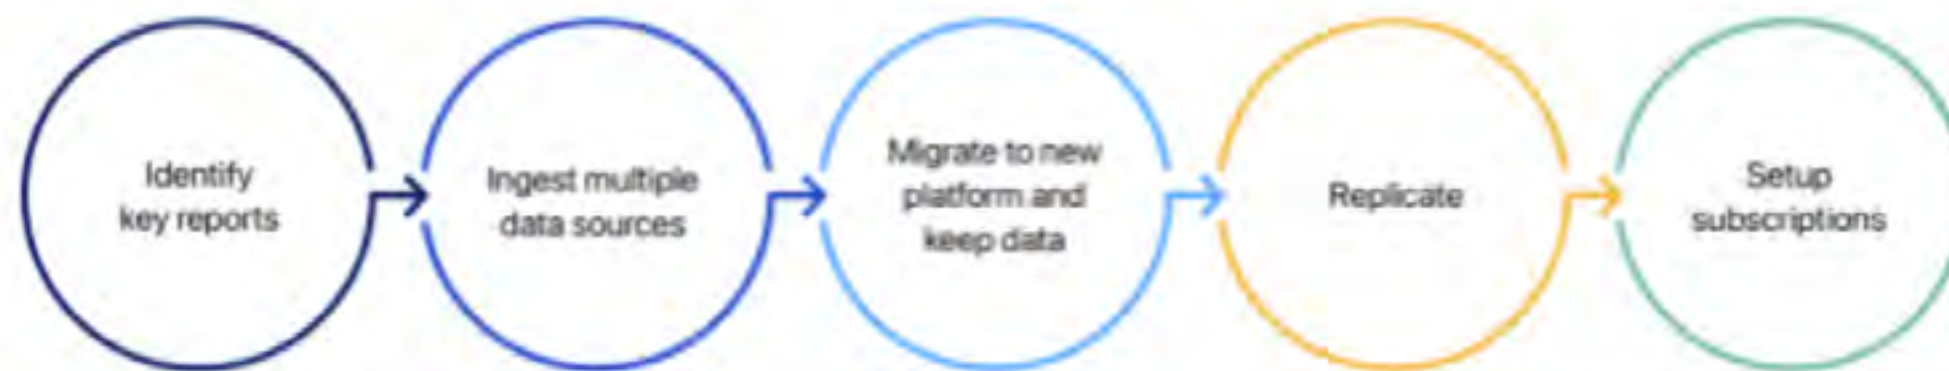 Identify
key reports
Ingest multiple
data sources
Migrate to new
platform and
keep data
Replicate
Setup
subscriptions